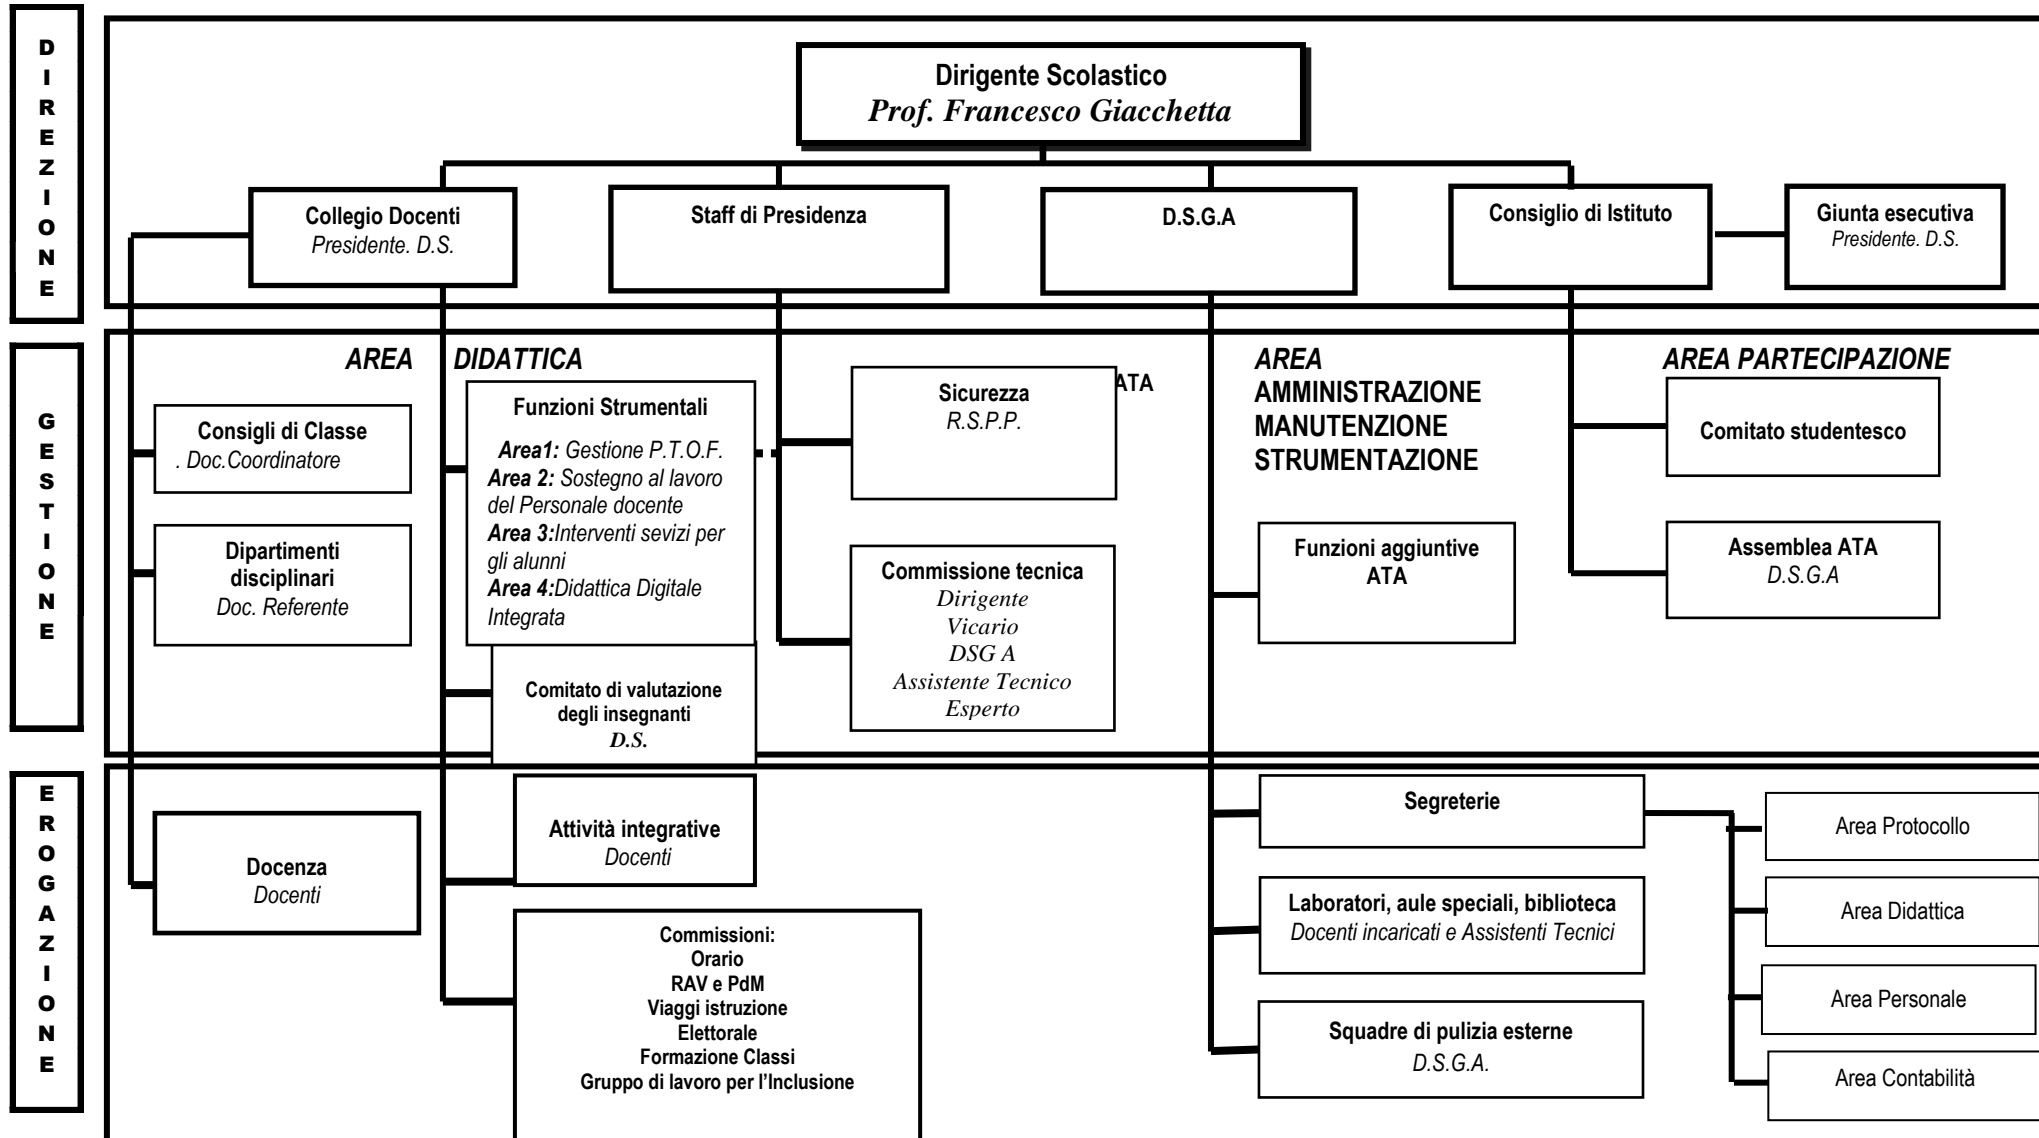 DIREZIONE
Dirigente Scolastico
Prof. Francesco Giacchetta
Collegio Docenti
Presidente. D.S.
Staff di Presidenza
D.S.G.A
Consiglio di Istituto
Giunta esecutiva
Presidente. D.S.
GESTIONE
AREA DIDATTICA
Consigli di Classe
. Doc.Coordinatore
Dipartimenti
disciplinari
Doc. Referente
Funzioni Strumentali
Area1: Gestione P.T.O.F.
Area 2: Sostegno al lavoro
del Personale docente
Area 3:Interventi sevizi per
gli alunni
Area 4:Didattica Digitale
Integrata
Comitato di valutazione
degli insegnanti
D.S.
Sicurezza
R.S.P.P.
ATA
Commissione tecnica
Dirigente
Vicario
DSG A
Assistente Tecnico
Esperto
AREA
AMMINISTRAZIONE
MANUTENZIONE
STRUMENTAZIONE
Funzioni aggiuntive
ATA
AREA PARTECIPAZIONE
Comitato studentesco
Assemblea ATA
D.S.G.A
EROGAZIONE
Docenza
Docenti
Attività integrative
Docenti
Commissioni:
Orario
RAV e PdM
Viaggi istruzione
Elettorale
Formazione Classi
Gruppo di lavoro per l’Inclusione
Segreterie
Laboratori, aule speciali, biblioteca
Docenti incaricati e Assistenti Tecnici
Squadre di pulizia esterne
D.S.G.A.
Area Protocollo
Area Didattica
Area Personale
Area Contabilità